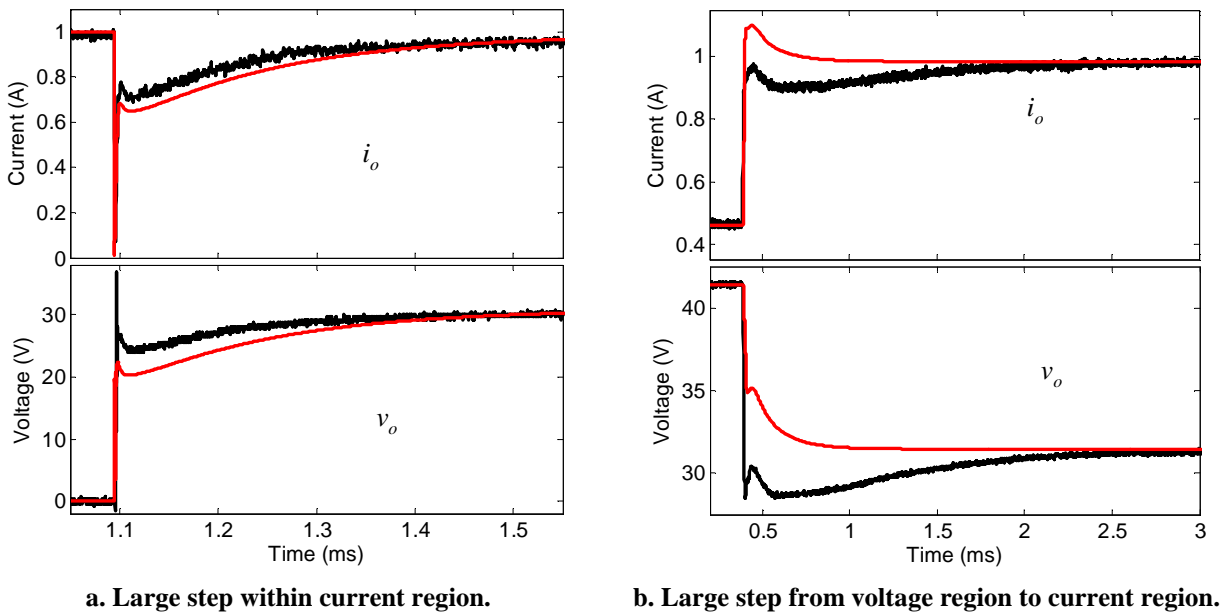 1
0.8
0.6
0.4
0.2
0
Current (A)
i_o
30
20
10
0
Voltage (V)
v_o
1.1 1.2 1.3 1.4 1.5
Time (ms)
a. Large step within current region.
1
0.8
0.6
0.4
Current (A)
i_o
40
35
30
Voltage (V)
v_o
0.5 1 1.5 2 2.5 3
Time (ms)
b. Large step from voltage region to current region.